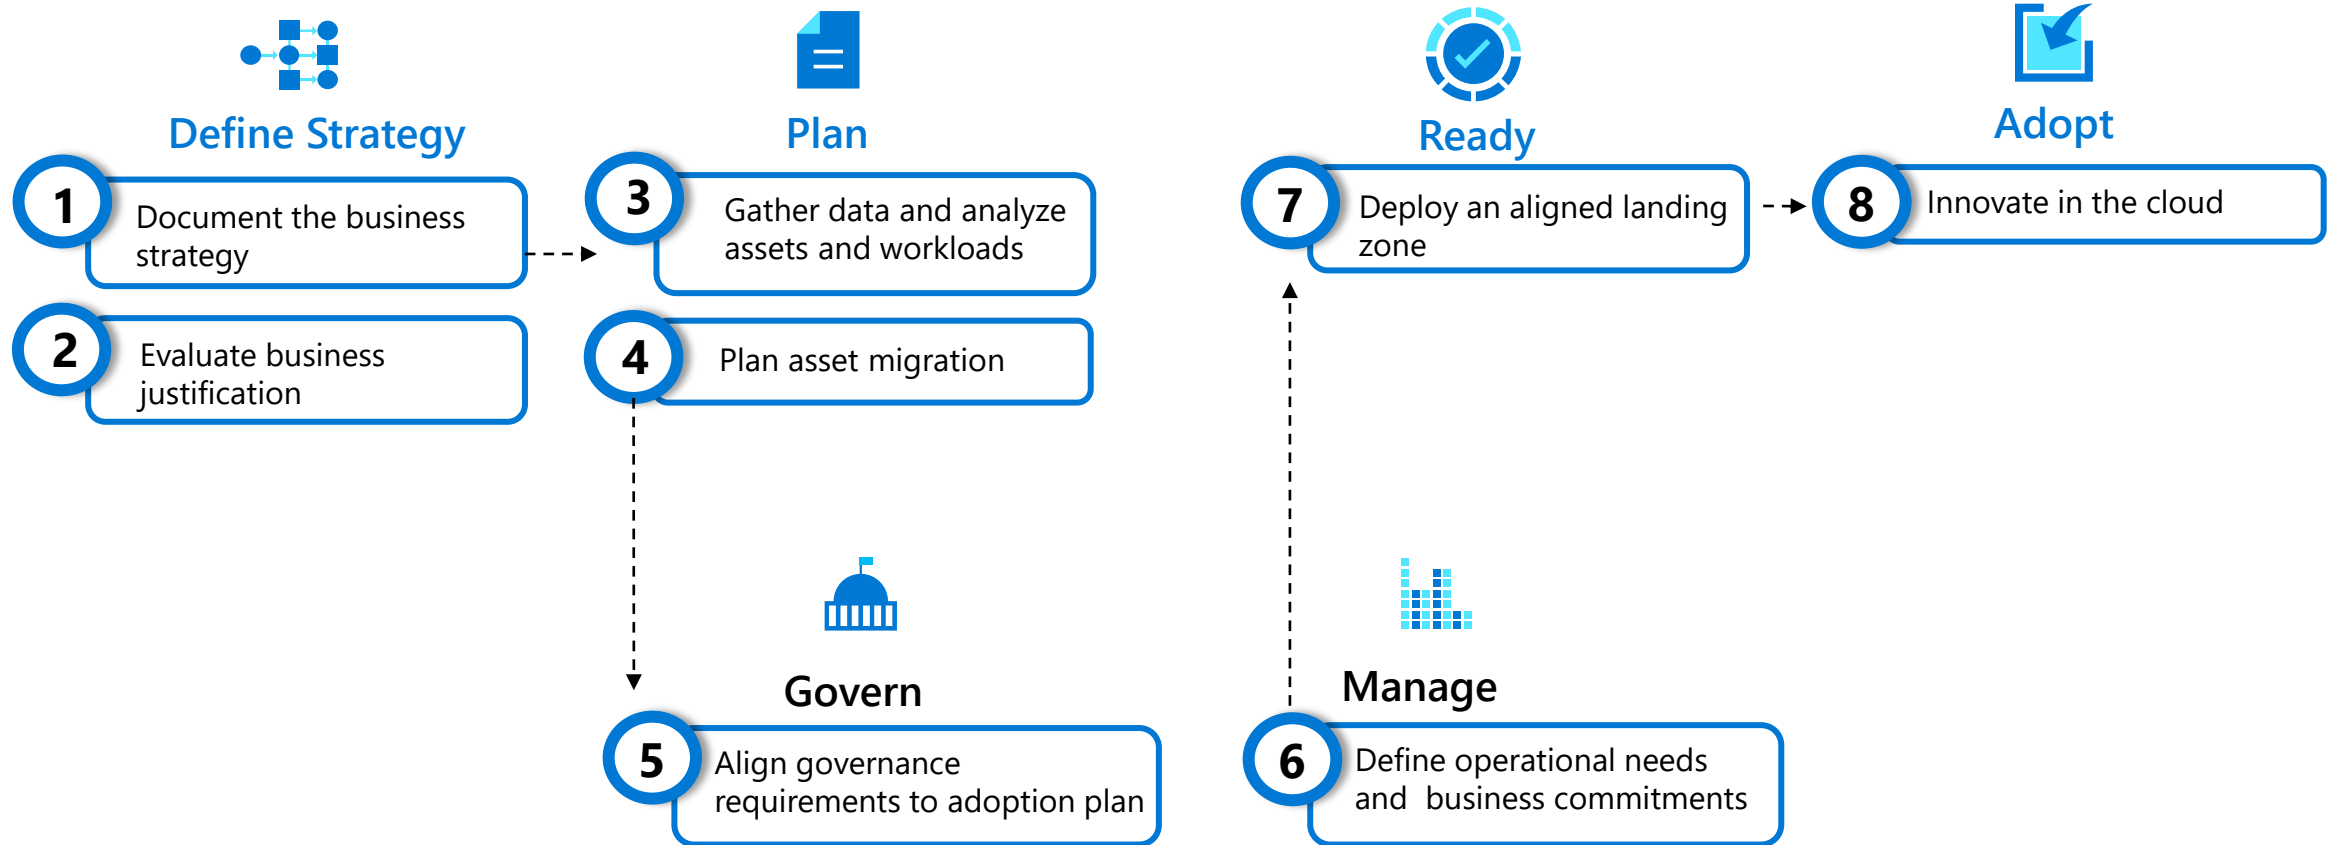 Define Strategy
1
Document the business
strategy
2
Evaluate business
justification
Plan
3
Gather data and analyze
assets and workloads
4
Plan asset migration
Govern
5
Align governance
requirements to adoption plan
Manage
6
Define operational needs
and  business commitments
Ready
7
Deploy an aligned landing
zone
Adopt
8
Innovate in the cloud